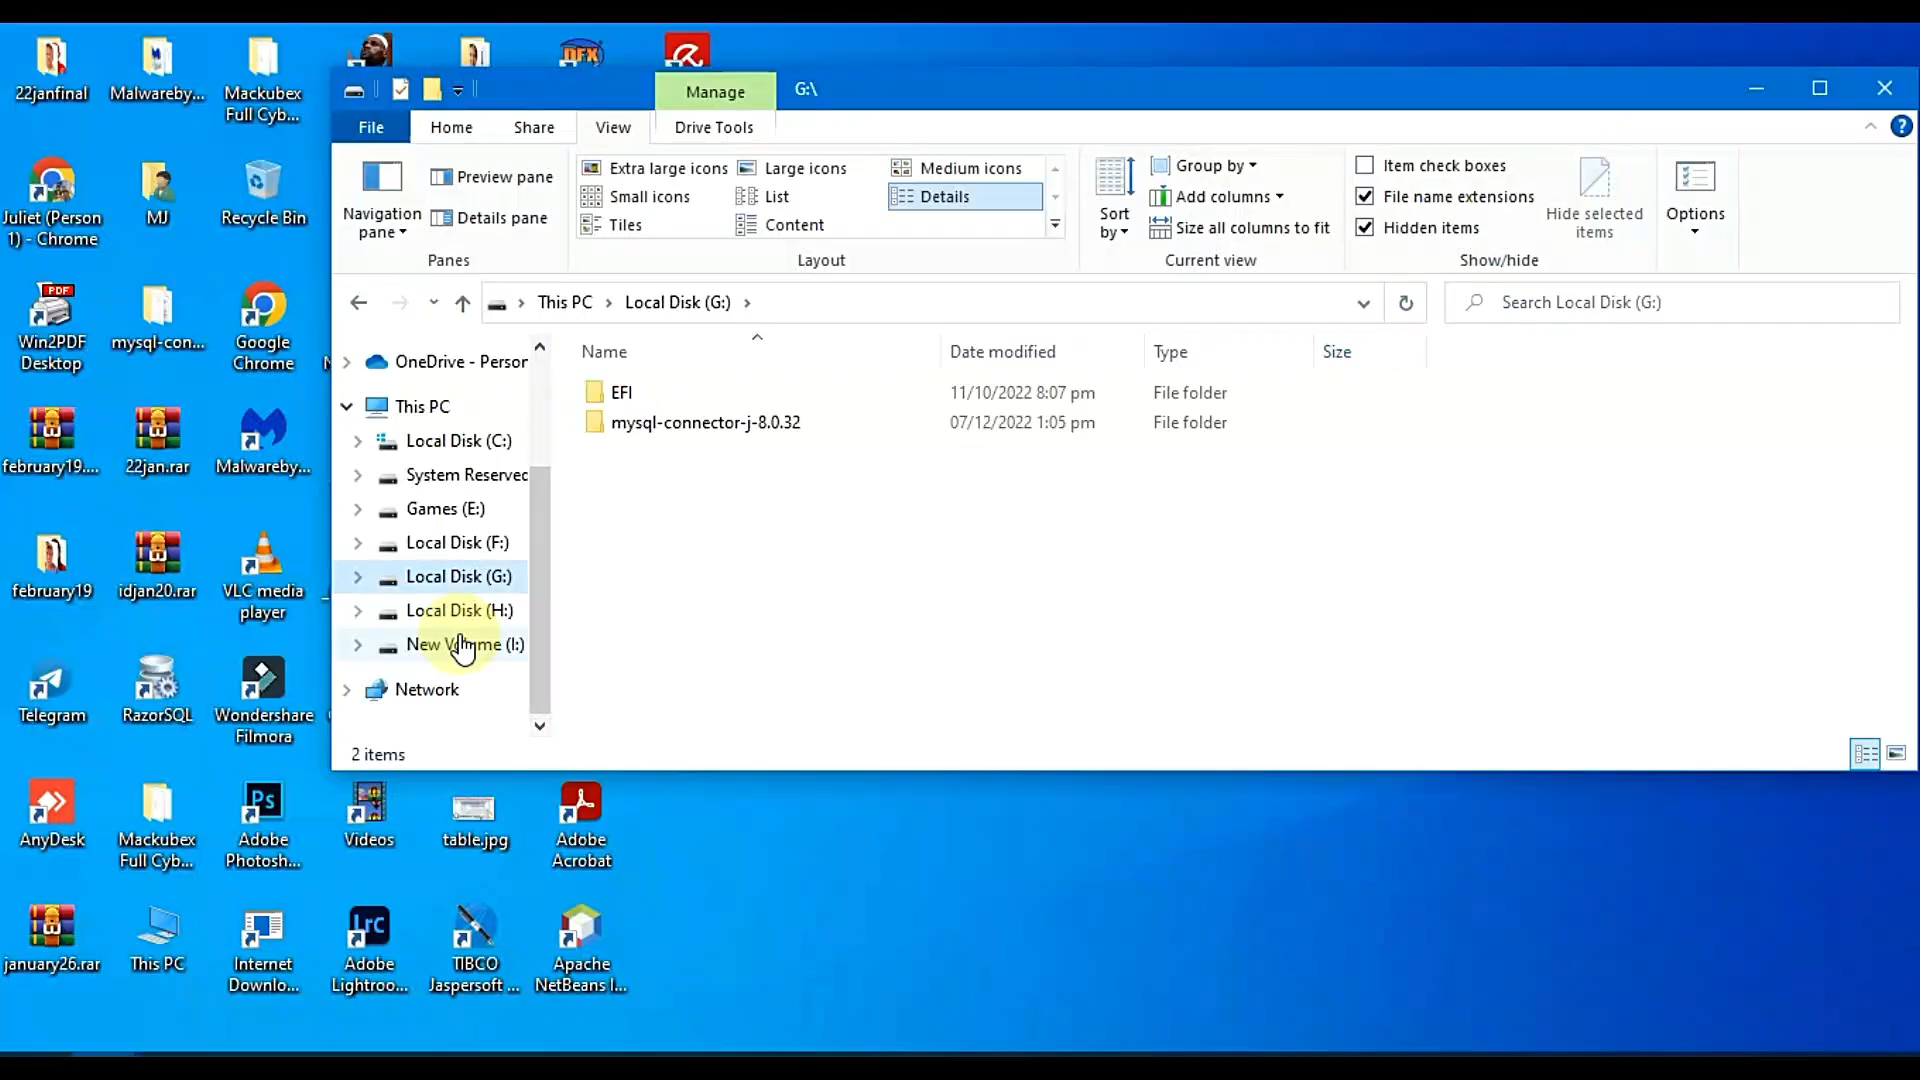 22janfinal
Malwareby...
Mackubex
Full Cyb...
DFX
Manage
G:\
File
Home
Share
View
Drive Tools
?
Navigation
pane
Preview pane
Details pane
Panes
Extra large icons
Large icons
Medium icons
Small icons
List
Details
Tiles
Content
Layout
Sort
by
Group by
Add columns
Size all columns to fit
Current view
Item check boxes
File name extensions
Hidden items
Hide selected
items
Show/hide
Options
This PC
Local Disk (G:)
Search Local Disk (G:)
Name
Date modified
Type
Size
EFI
11/10/2022 8:07 pm
File folder
mysql-connector-j-8.0.32
07/12/2022 1:05 pm
File folder
OneDrive - Person
This PC
Local Disk (C:)
System Reserved
Games (E:)
Local Disk (F:)
Local Disk (G:)
Local Disk (H:)
New Volume (I:)
Network
2 items
Juliet (Person
1) - Chrome
MJ
Recycle Bin
PDF
Win2PDF
Desktop
mysql-con...
Google
Chrome
february19....
22jan.rar
Malwareby...
february19
idjan20.rar
VLC media
player
Telegram
RazorSQL
Wondershare
Filmora
AnyDesk
Mackubex
Full Cyb...
Ps
Adobe
Photosh...
Videos
table.jpg
Adobe
Acrobat
january26.rar
This PC
Internet
Downlo...
Lrc
Adobe
Lightroo...
TIBCO
Jaspersoft ...
Apache
NetBeans I...